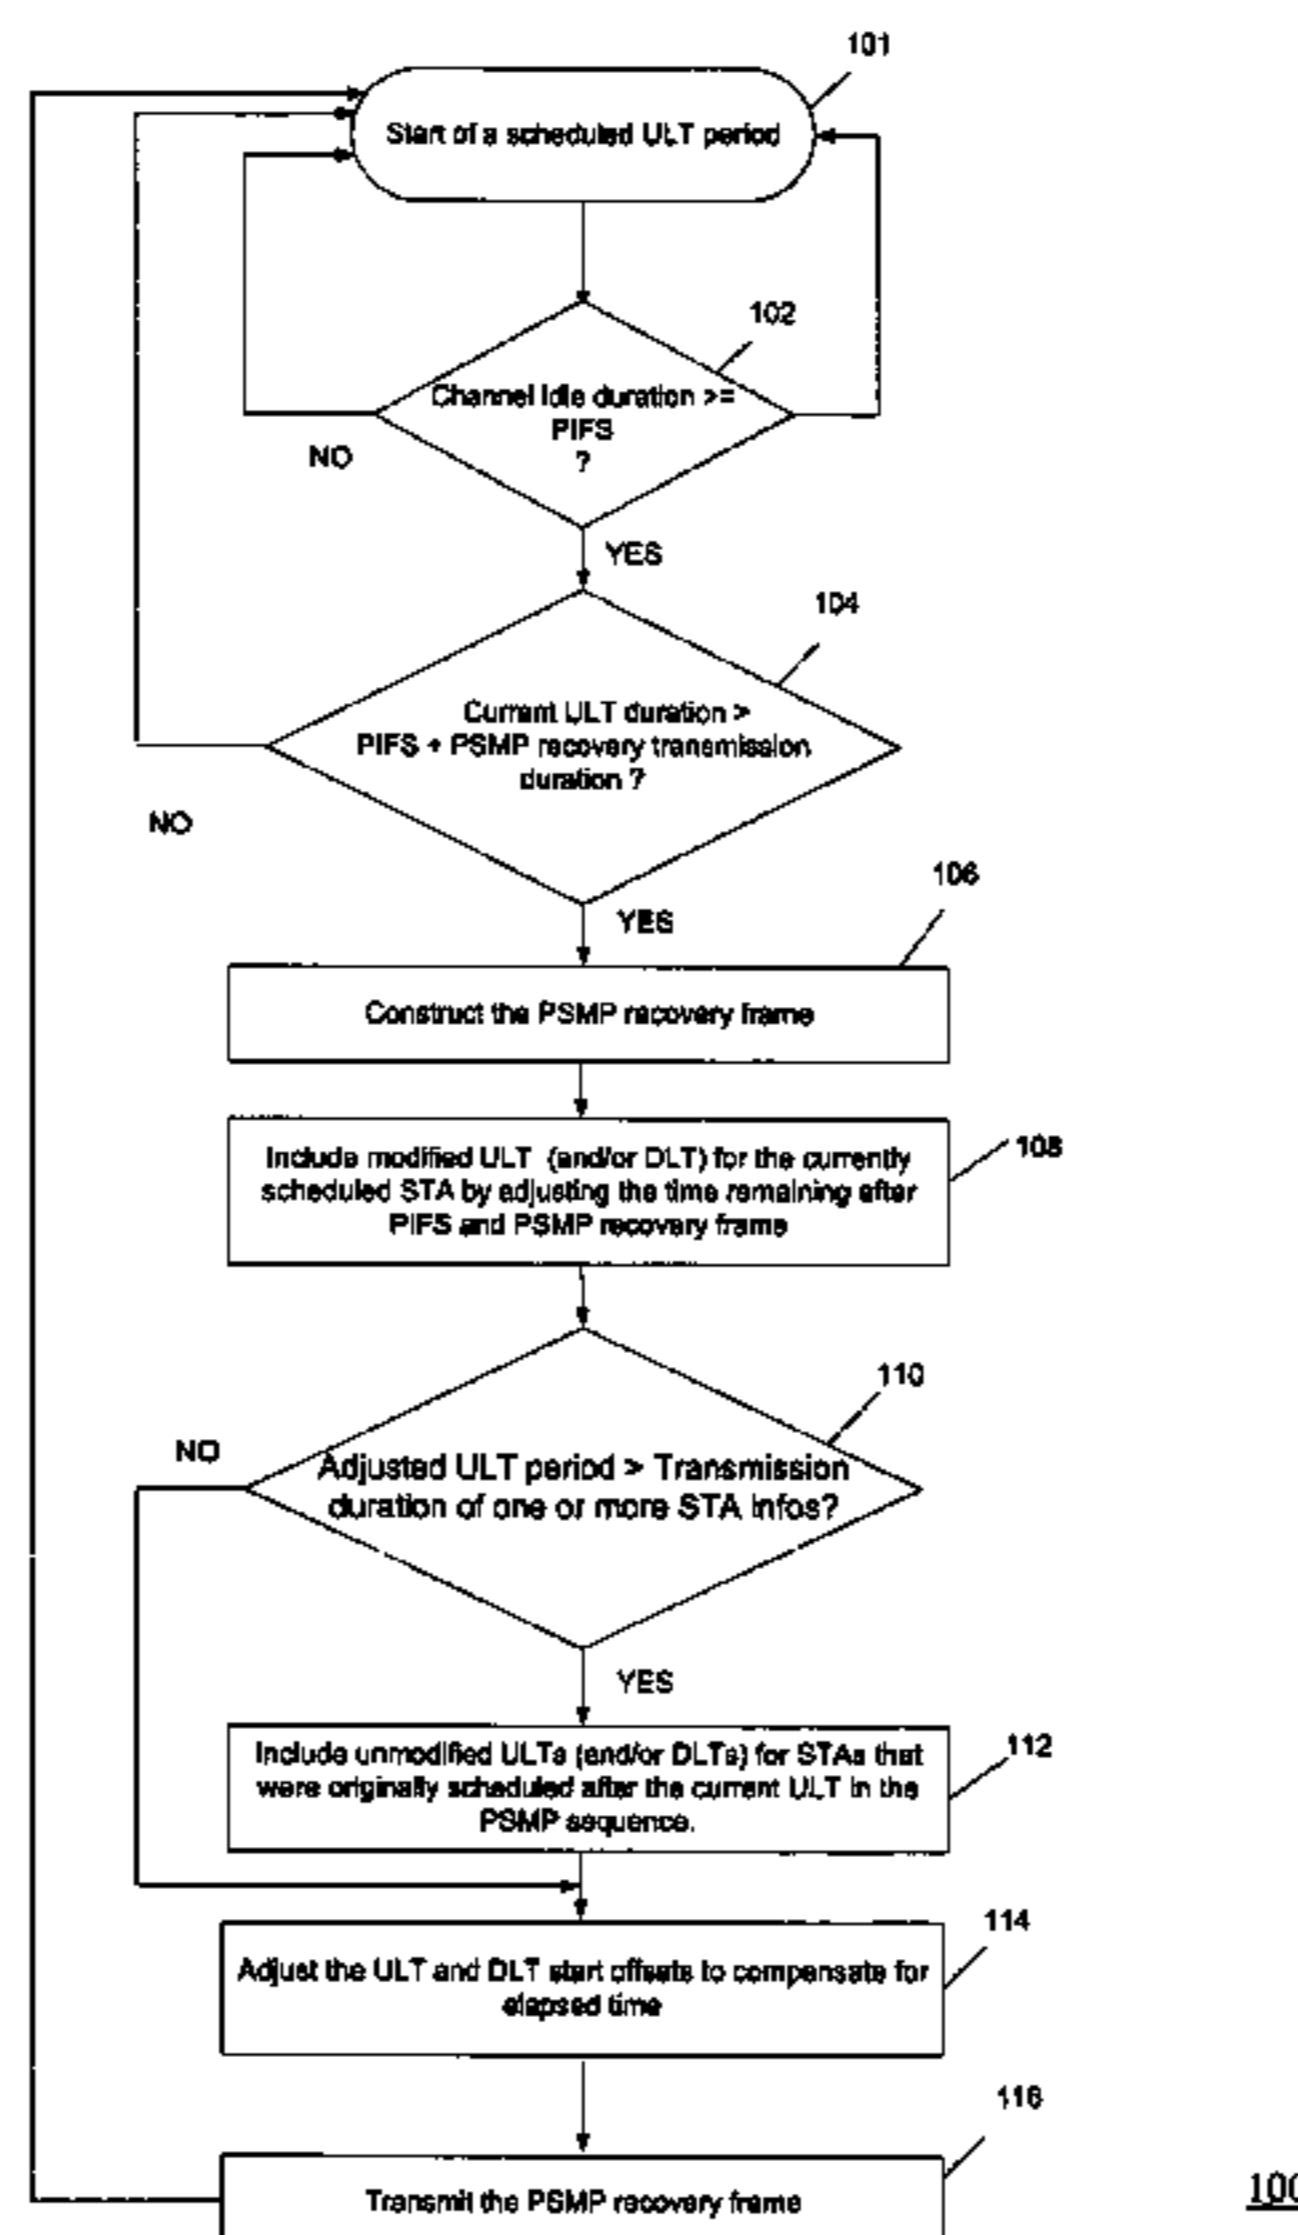 101
Start of a scheduled ULT period
102
Channel Idle duration >=
PIFS
?
NO
YES
104
Current ULT duration >
PIFS + PSMP recovery transmission
duration ?
NO
YES
106
Construct the PSMP recovery frame
108
Include modified ULT (and/or DLT) for the currently
scheduled STA by adjusting the time remaining after
PIFS and PSMP recovery frame
110
NO
Adjusted ULT period > Transmission
duration of one or more STA Infos?
YES
112
Include unmodified ULTs (and/or DLTs) for STAs that
were originally scheduled after the current ULT in the
PSMP sequence.
114
Adjust the ULT and DLT start offsets to compensate for
elapsed time
116
Transmit the PSMP recovery frame
100